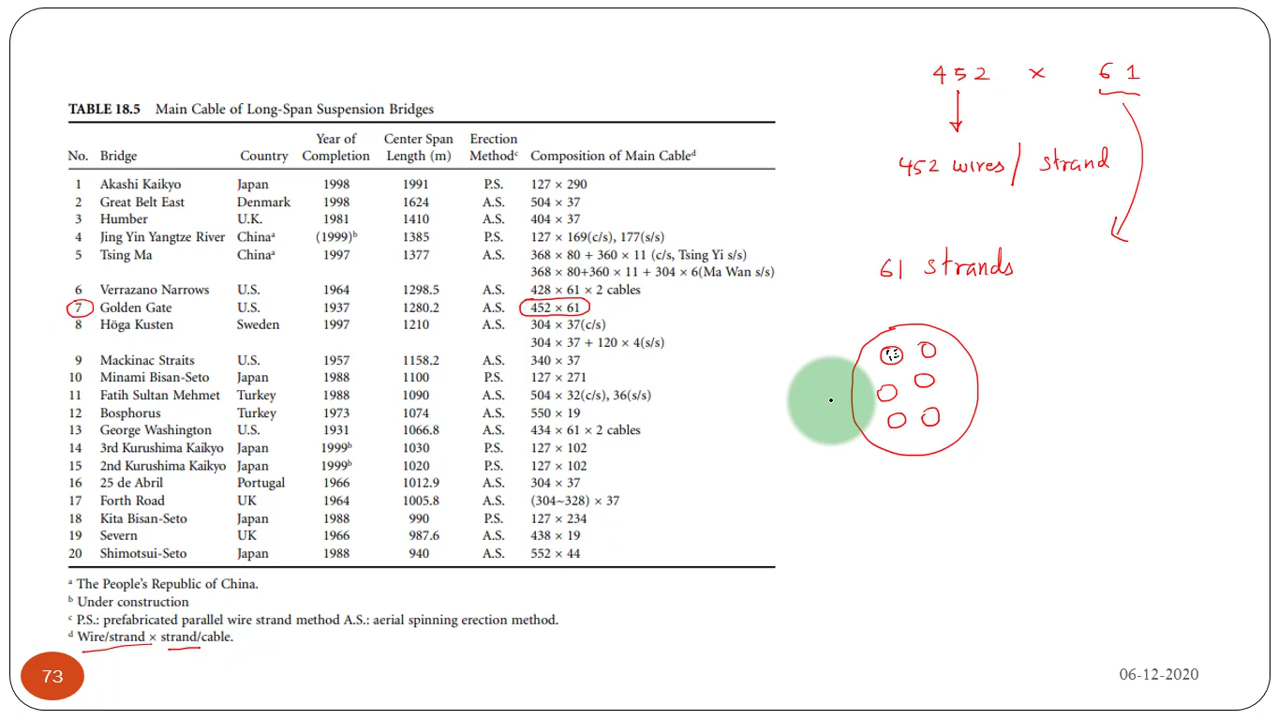 TABLE 18.5 Main Cable of Long-Span Suspension Bridges
No. Bridge Country Year of Completion Center Span Length (m) Erection Methodᶜ Composition of Main Cableᵈ
1 Akashi Kaikyo Japan 1998 1991 P.S. 127 × 290
2 Great Belt East Denmark 1998 1624 A.S. 504 × 37
3 Humber U.K. 1981 1410 A.S. 404 × 37
4 Jing Yin Yangtze River Chinaᵃ (1999)ᵇ 1385 P.S. 127 × 169(c/s), 177(s/s)
5 Tsing Ma Chinaᵃ 1997 1377 A.S. 368 × 80 + 360 × 11 (c/s, Tsing Yi s/s)
368 × 80+360 × 11 + 304 × 6(Ma Wan s/s)
6 Verrazano Narrows U.S. 1964 1298.5 A.S. 428 × 61 × 2 cables
7 Golden Gate U.S. 1937 1280.2 A.S. 452 × 61
8 Höga Kusten Sweden 1997 1210 A.S. 304 × 37(c/s)
304 × 37 + 120 × 4(s/s)
9 Mackinac Straits U.S. 1957 1158.2 A.S. 340 × 37
10 Minami Bisan-Seto Japan 1988 1100 P.S. 127 × 271
11 Fatih Sultan Mehmet Turkey 1988 1090 A.S. 504 × 32(c/s), 36(s/s)
12 Bosphorus Turkey 1973 1074 A.S. 550 × 19
13 George Washington U.S. 1931 1066.8 A.S. 434 × 61 × 2 cables
14 3rd Kurushima Kaikyo Japan 1999ᵇ 1030 P.S. 127 × 102
15 2nd Kurushima Kaikyo Japan 1999ᵇ 1020 P.S. 127 × 102
16 25 de Abril Portugal 1966 1012.9 A.S. 304 × 37
17 Forth Road UK 1964 1005.8 A.S. (304~328) × 37
18 Kita Bisan-Seto Japan 1988 990 P.S. 127 × 234
19 Severn UK 1966 987.6 A.S. 438 × 19
20 Shimotsui-Seto Japan 1988 940 A.S. 552 × 44
ᵃ The People's Republic of China.
ᵇ Under construction
ᶜ P.S.: prefabricated parallel wire strand method A.S.: aerial spinning erection method.
ᵈ Wire/strand × strand/cable.
452 × 61
452 wires / strand
61 strands
73
06-12-2020